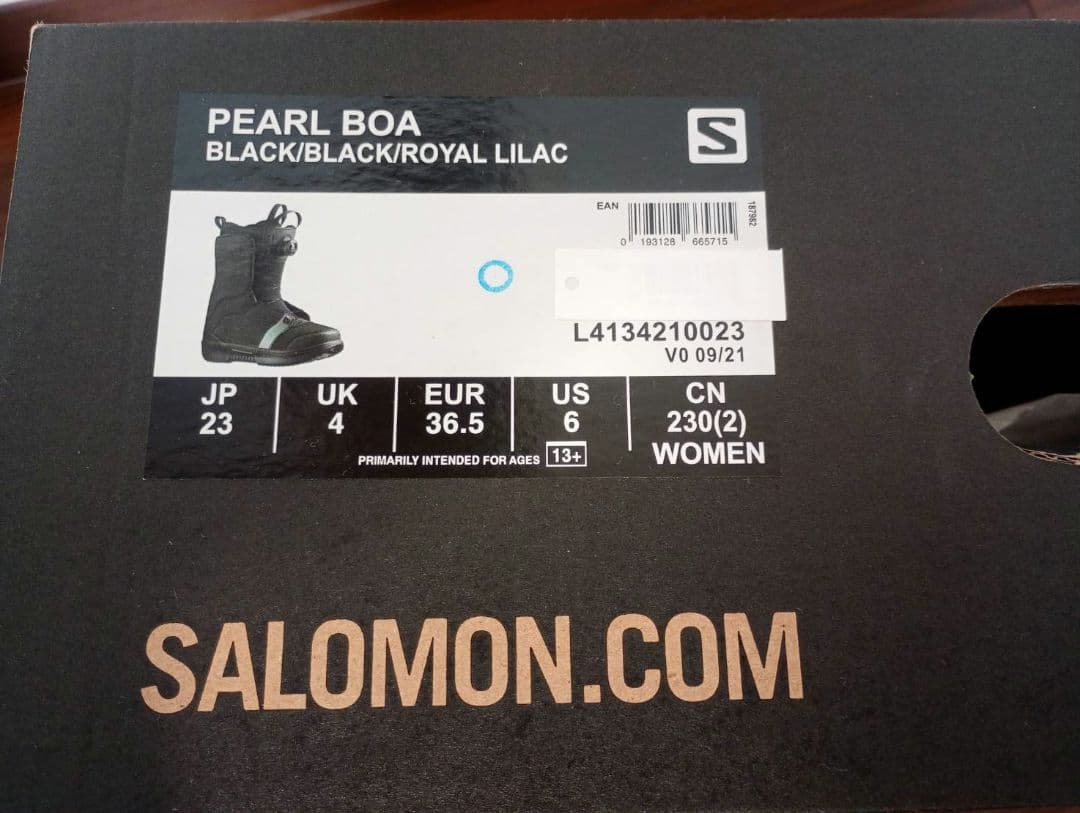 PEARL BOA
BLACK/BLACK/ROYAL LILAC
S
EAN
0 193128 665715
187982
L4134210023
V0 09/21
JP UK EUR US CN
23 4 36.5 6 230(2)
PRIMARILY INTENDED FOR AGES 13+ WOMEN
SALOMON.COM